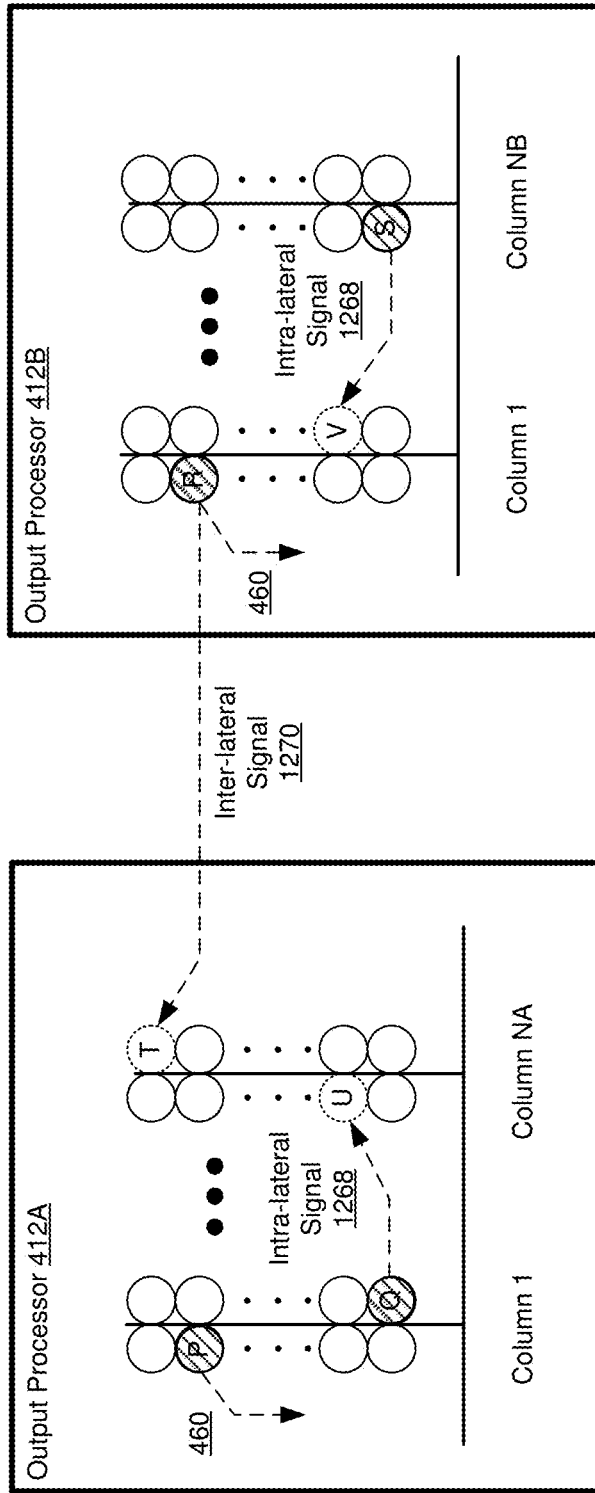 Output Processor 412A
P
460
Q
Intra-lateral
Signal
1268
U
T
Column 1
Column NA
Inter-lateral
Signal
1270
Output Processor 412B
R
460
V
Intra-lateral
Signal
1268
S
Column 1
Column NB